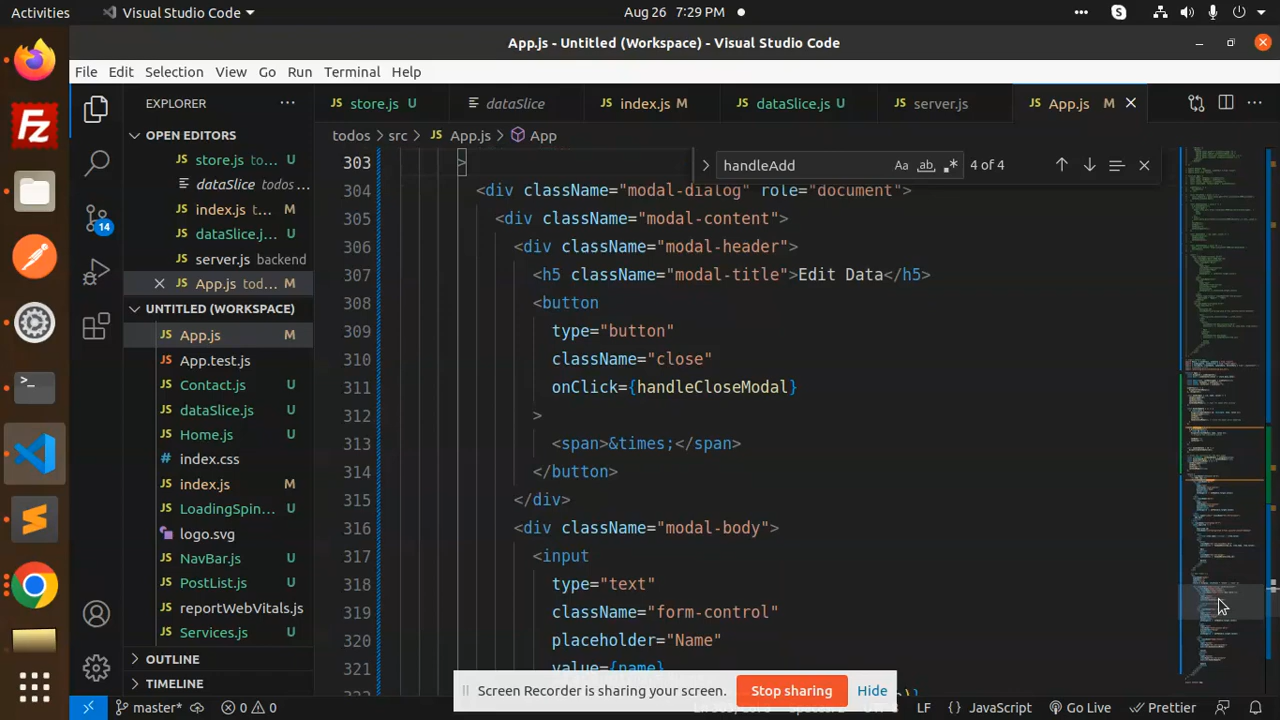 Activities
Visual Studio Code
Aug 26 7:29 PM
App.js - Untitled (Workspace) - Visual Studio Code
File Edit Selection View Go Run Terminal Help
EXPLORER
store.js U
dataSlice
index.js M
dataSlice.js U
server.js
App.js M
OPEN EDITORS
store.js to... U
dataSlice todos...
index.js t... M
dataSlice.j... U
server.js backend
App.js tod... M
UNTITLED (WORKSPACE)
App.js M
App.test.js
Contact.js U
dataSlice.js U
Home.js U
index.css
index.js M
LoadingSpin... U
logo.svg
NavBar.js U
PostList.js U
reportWebVitals.js
Services.js U
OUTLINE
TIMELINE
14
todos > src > JS App.js > App
handleAdd Aa ab .* 4 of 4
303 >
304 <div className="modal-dialog" role="document">
305 <div className="modal-content">
306 <div className="modal-header">
307 <h5 className="modal-title">Edit Data</h5>
308 <button
309 type="button"
310 className="close"
311 onClick={handleCloseModal}
312 >
313 <span>&times;</span>
314 </button>
315 </div>
316 <div className="modal-body">
317 <input
318 type="text"
319 className="form-control"
320 placeholder="Name"
321 value={name}
Screen Recorder is sharing your screen. Stop sharing Hide
master* 0 0 LF JavaScript Go Live Prettier